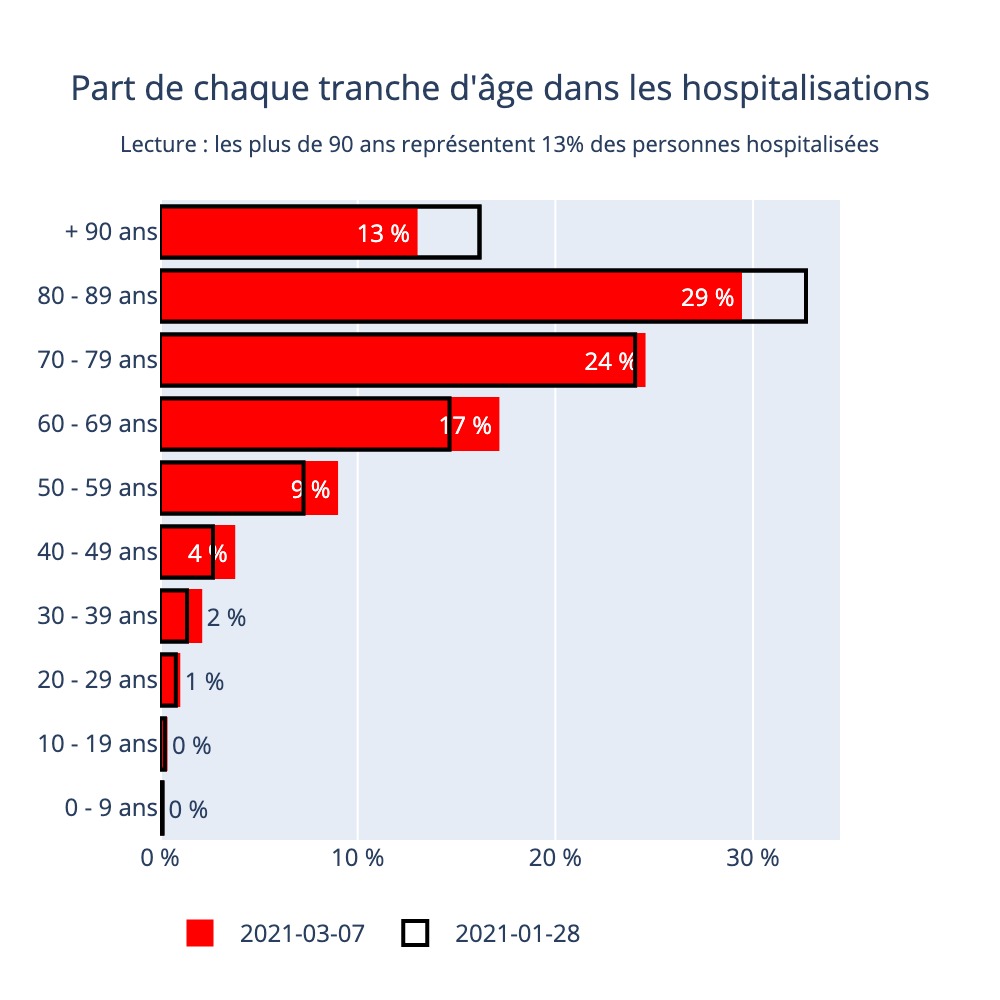 Part de chaque tranche d'âge dans les hospitalisations
Lecture : les plus de 90 ans représentent 13% des personnes hospitalisées
+ 90 ans 13 %
80 - 89 ans 29 %
70 - 79 ans 24 %
60 - 69 ans 17 %
50 - 59 ans 9 %
40 - 49 ans 4 %
30 - 39 ans 2 %
20 - 29 ans 1 %
10 - 19 ans 0 %
0 - 9 ans 0 %
0 % 10 % 20 % 30 %
2021-03-07 2021-01-28